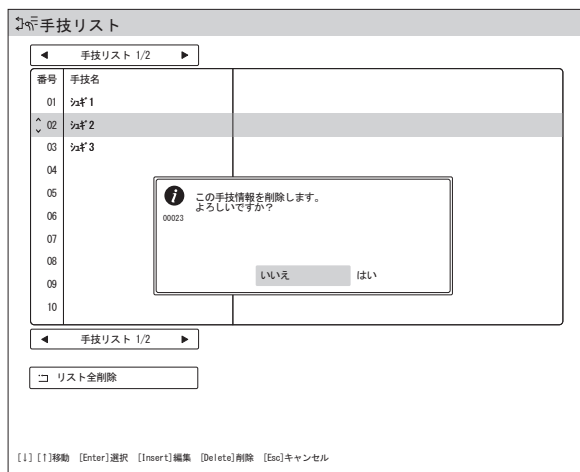 手技リスト
◀ 手技リスト 1/2 ▶
番号 手技名
01 ｼｭｷﾞ1
02 ｼｭｷﾞ2
03 ｼｭｷﾞ3
04
05
06
07
08
09
10
00023
この手技情報を削除します。
よろしいですか？
いいえ はい
◀ 手技リスト 1/2 ▶
リスト全削除
[↓][↑]移動 [Enter]選択 [Insert]編集 [Delete]削除 [Esc]キャンセル